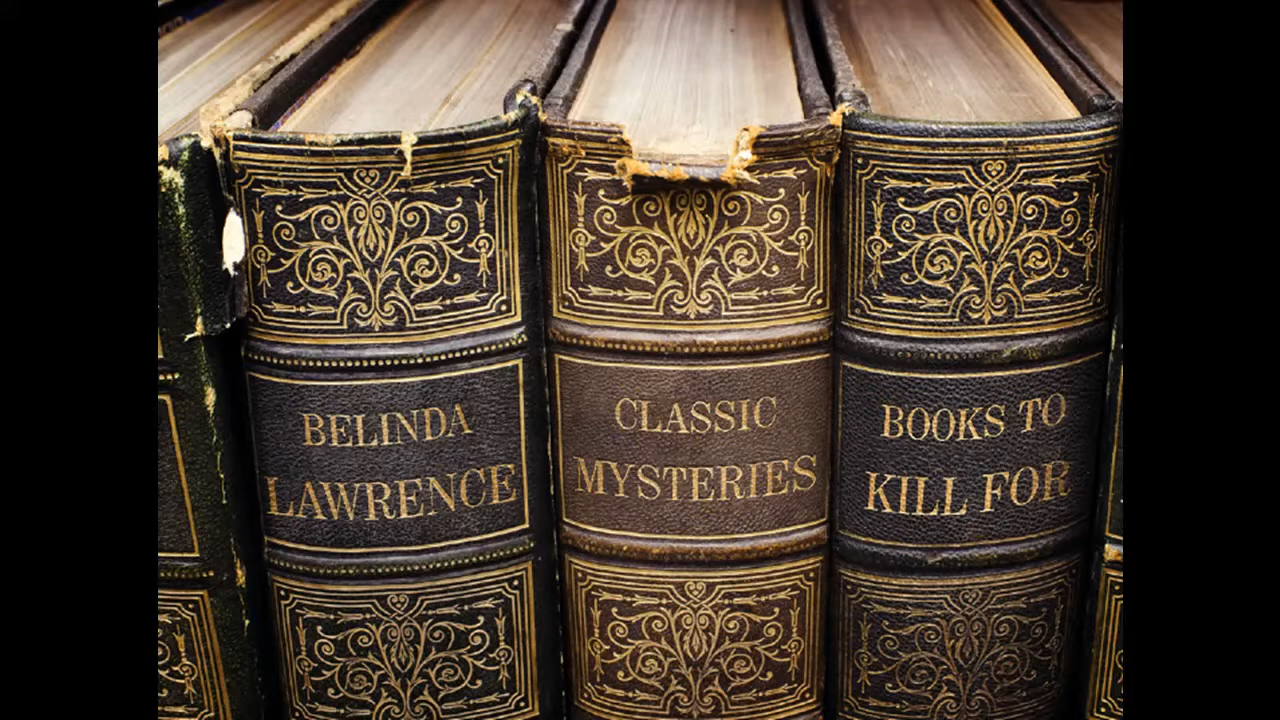 BELINDA
LAWRENCE
CLASSIC
MYSTERIES
BOOKS TO
KILL FOR